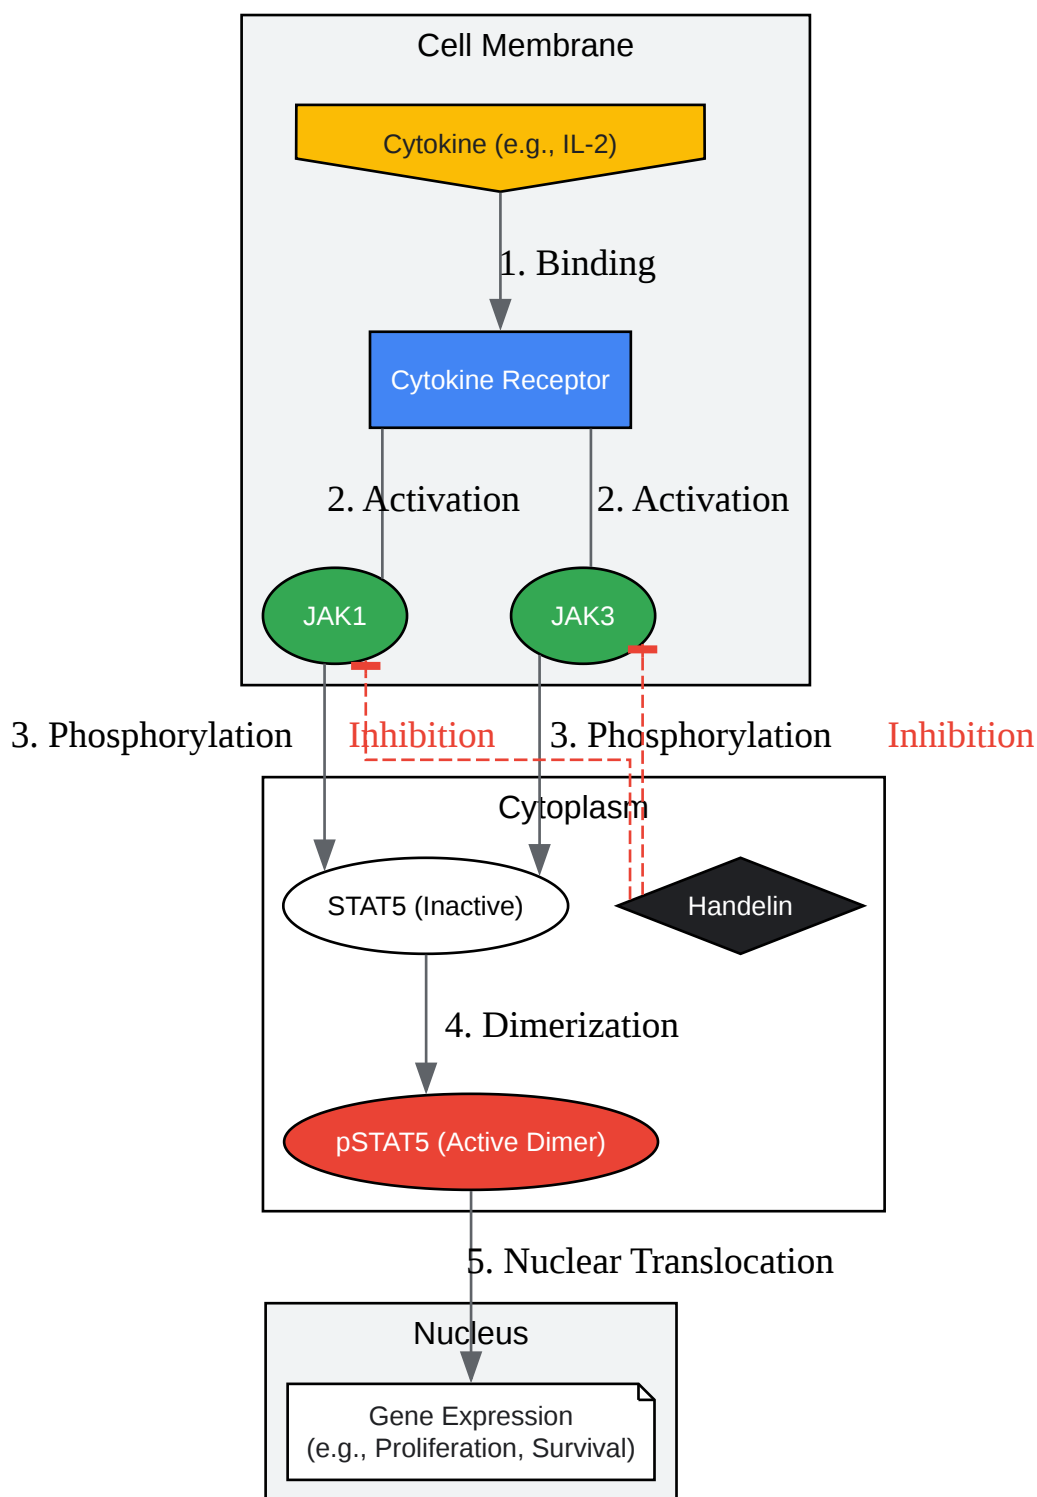 Cell Membrane
Cytokine (e.g., IL-2)
1. Binding
Cytokine Receptor
2. Activation
2. Activation
JAK1
JAK3
3. Phosphorylation
Inhibition
3. Phosphorylation
Inhibition
Cytoplasm
STAT5 (Inactive)
Handelin
4. Dimerization
pSTAT5 (Active Dimer)
5. Nuclear Translocation
Nucleus
Gene Expression
(e.g., Proliferation, Survival)